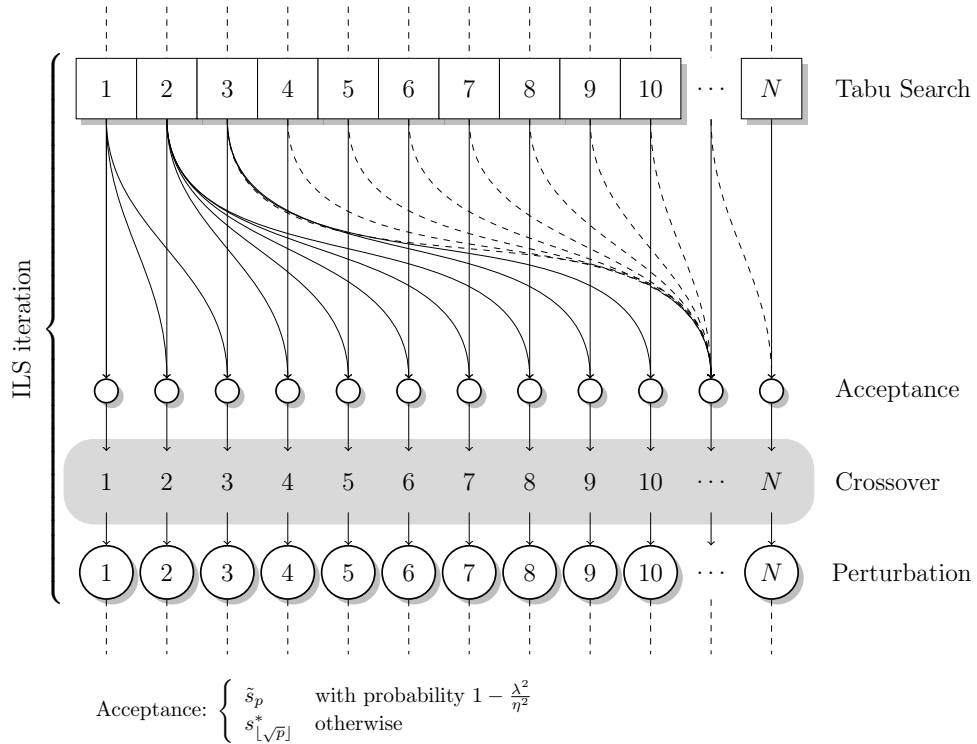 1 2 3 4 5 6 7 8 9 10 ··· N Tabu Search
ILS iteration
Acceptance
1 2 3 4 5 6 7 8 9 10 ··· N Crossover
1 2 3 4 5 6 7 8 9 10 ··· N Perturbation
Acceptance: { s̃_p with probability 1 − λ²/η²
s*_⌊√p⌋ otherwise